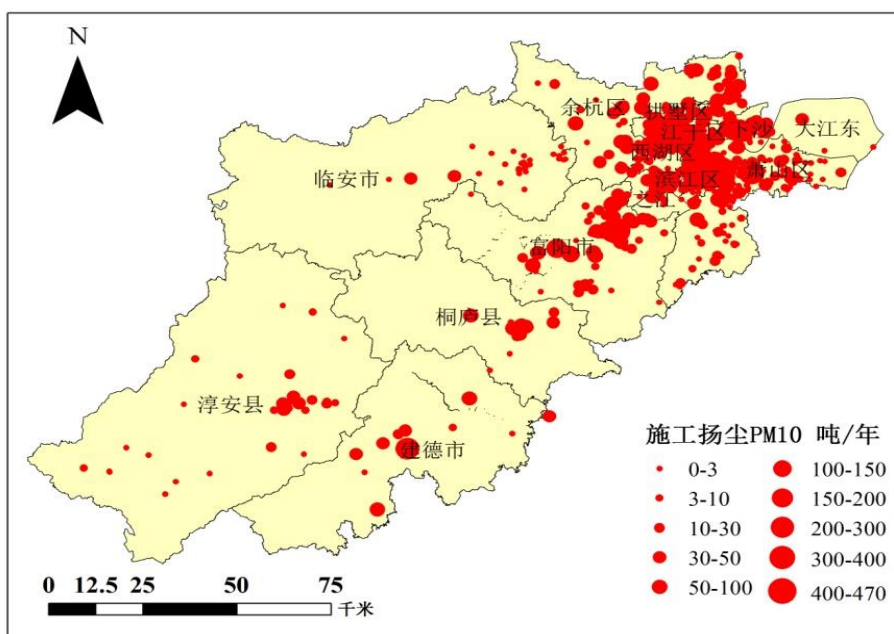 N
余杭区
拱墅区
江干区
下沙
大江东
西湖区
临安市
滨江区
萧山区
之江
富阳市
桐庐县
淳安县
建德市
施工扬尘PM10 吨/年
0-3
3-10
10-30
30-50
50-100
100-150
150-200
200-300
300-400
400-470
0 12.5 25 50 75
千米